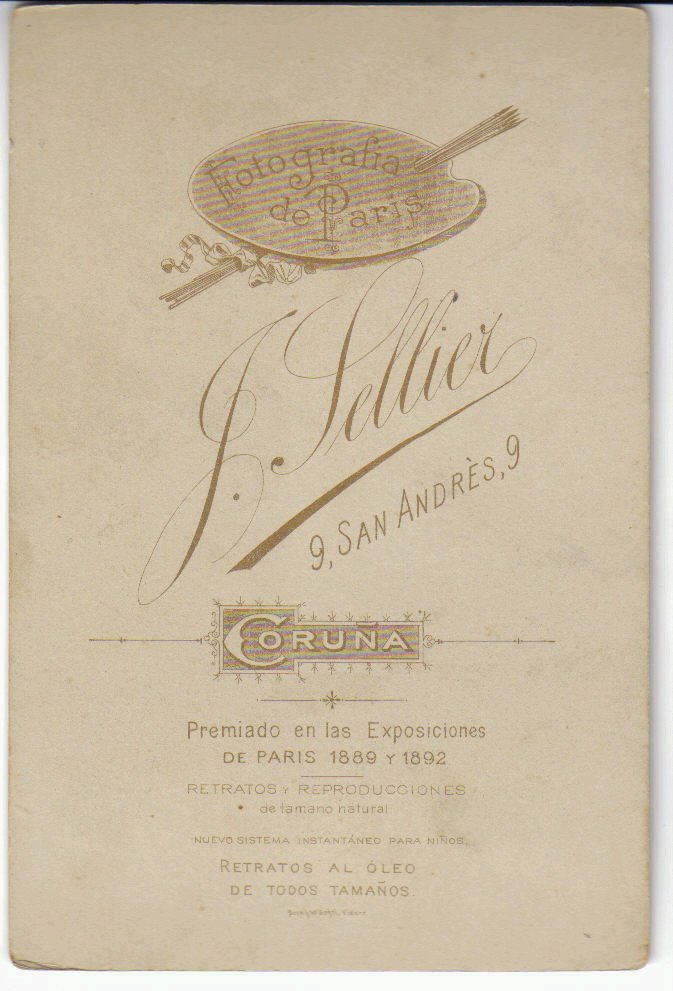 Fotografia
de Paris
J. Sellier
9, SAN ANDRÈS, 9
CORUÑA
Premiado en las Exposiciones
DE PARIS 1889 Y 1892
RETRATOS Y REPRODUCCIONES
de tamano natural
NUEVO SISTEMA INSTANTÁNEO PARA NIÑOS.
RETRATOS AL ÓLEO
DE TODOS TAMAÑOS.